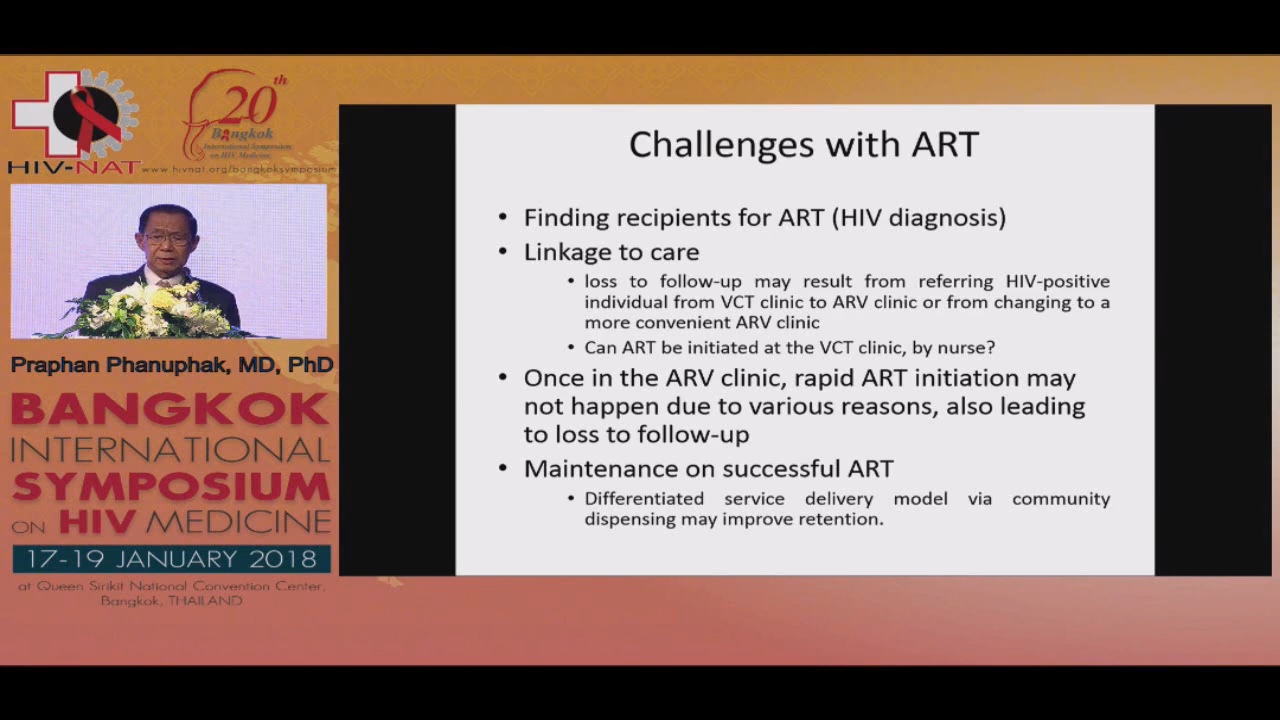 HIV-NAT
20th
Bangkok
International Symposium
on HIV Medicine
www.hivnat.org/bangkoksymposium
Praphan Phanuphak, MD, PhD
BANGKOK
INTERNATIONAL
SYMPOSIUM
ON HIV MEDICINE
17-19 JANUARY 2018
at Queen Sirikit National Convention Center,
Bangkok, THAILAND
Challenges with ART
• Finding recipients for ART (HIV diagnosis)
• Linkage to care
• loss to follow-up may result from referring HIV-positive
individual from VCT clinic to ARV clinic or from changing to a
more convenient ARV clinic
• Can ART be initiated at the VCT clinic, by nurse?
• Once in the ARV clinic, rapid ART initiation may
not happen due to various reasons, also leading
to loss to follow-up
• Maintenance on successful ART
• Differentiated service delivery model via community
dispensing may improve retention.